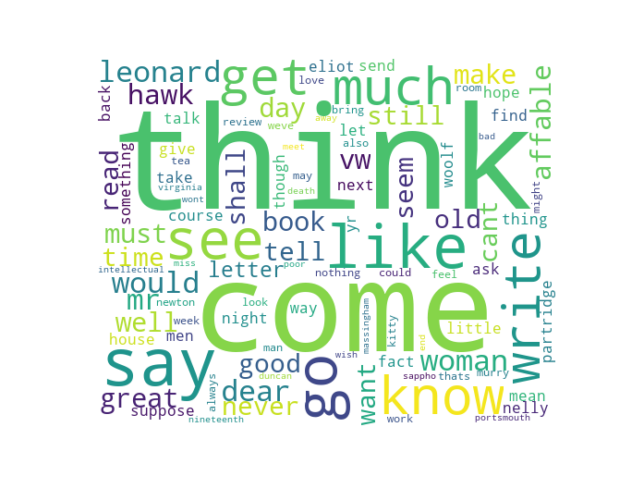 leonard
get
much
eliot
send
love
make
hope
back
hawk
talk
day
bring
room
still
find
affable
think
review
weve
away
let
also
bad
read
something
give
tea
take
virginia
wont
shall
though
meet
may
death
vw
next
seem
woolf
might
must
time
course
see
book
tell
yr
like
old
cant
thing
write
intellectual
miss
would
letter
poor
nothing
could
feel
ask
mr
newton
come
well
house
week
men
look
night
way
man
wish
massingham
kitty
end
little
partridge
say
good
go
want
fact
thats
murry
woman
great
suppose
always
duncan
dear
never
nineteenth
know
work
sappho
mean
nelly
portsmouth